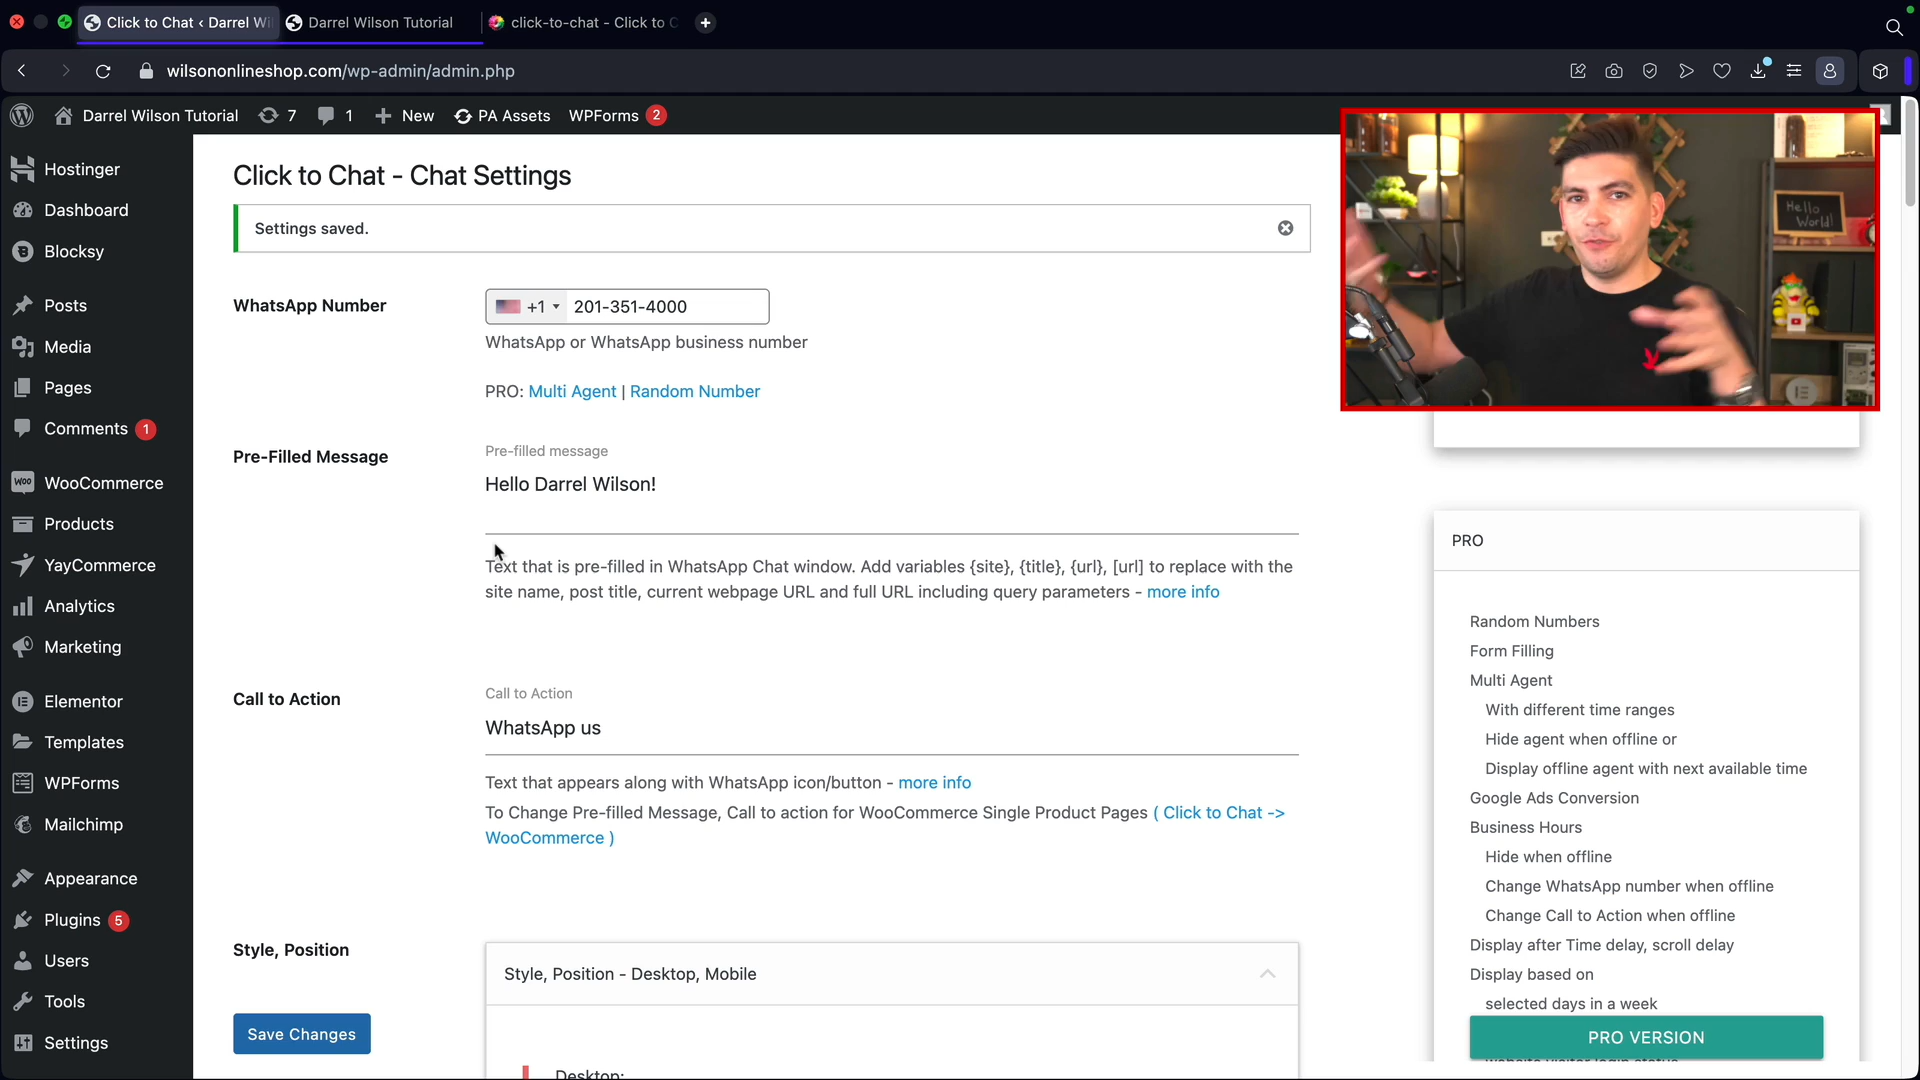 Click to Chat ‹ Darrel Wil
Darrel Wilson Tutorial
click-to-chat - Click to C
wilsononlineshop.com/wp-admin/admin.php
Darrel Wilson Tutorial
7
1
New
PA Assets
WPForms 2
Hostinger
Dashboard
Blocksy
Posts
Media
Pages
Comments 1
WooCommerce
Products
YayCommerce
Analytics
Marketing
Elementor
Templates
WPForms
Mailchimp
Appearance
Plugins 5
Users
Tools
Settings
Click to Chat - Chat Settings
Settings saved.
WhatsApp Number
+1 201-351-4000
WhatsApp or WhatsApp business number
PRO: Multi Agent | Random Number
Pre-Filled Message
Pre-filled message
Hello Darrel Wilson!
Text that is pre-filled in WhatsApp Chat window. Add variables {site}, {title}, {url}, [url] to replace with the
site name, post title, current webpage URL and full URL including query parameters - more info
Call to Action
Call to Action
WhatsApp us
Text that appears along with WhatsApp icon/button - more info
To Change Pre-filled Message, Call to action for WooCommerce Single Product Pages ( Click to Chat ->
WooCommerce )
Style, Position
Style, Position - Desktop, Mobile
Desktop:
Save Changes
Hello
World!
PRO
Random Numbers
Form Filling
Multi Agent
With different time ranges
Hide agent when offline or
Display offline agent with next available time
Google Ads Conversion
Business Hours
Hide when offline
Change WhatsApp number when offline
Change Call to Action when offline
Display after Time delay, scroll delay
Display based on
selected days in a week
PRO VERSION
website visitor login status